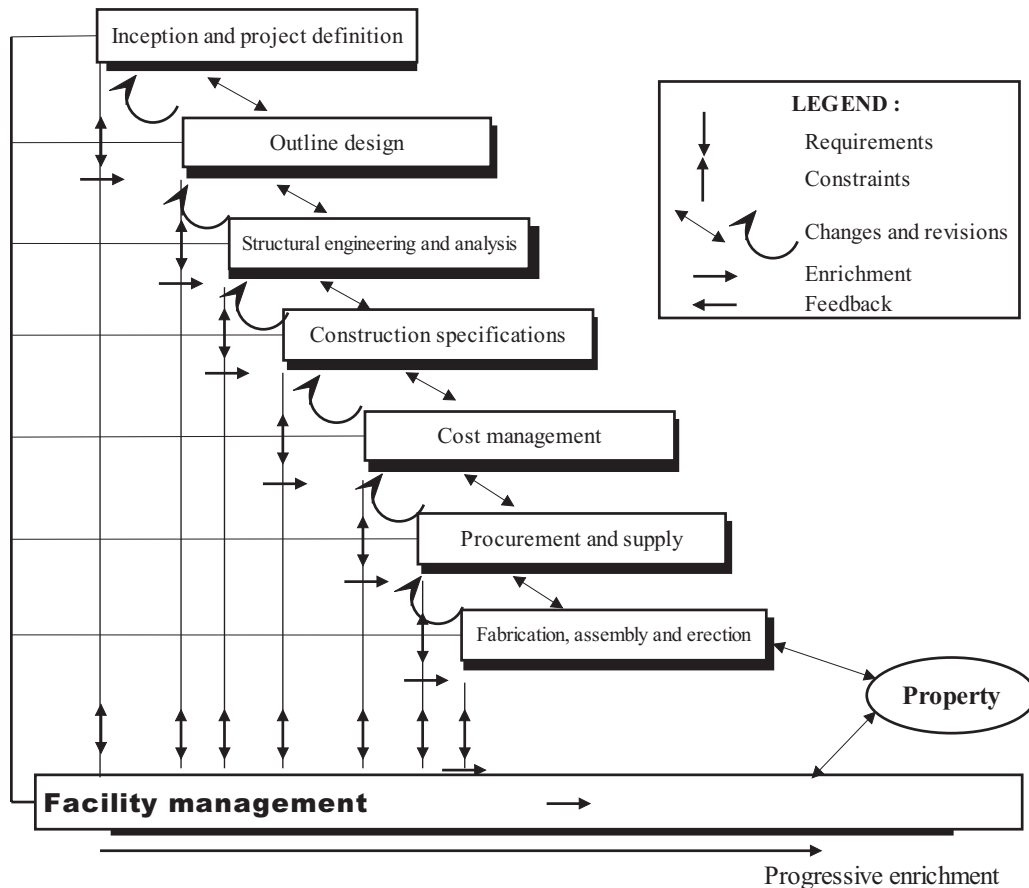 Inception and project definition
LEGEND :
Outline design
Requirements
Constraints
Structural engineering and analysis
Changes and revisions
Enrichment
Feedback
Construction specifications
Cost management
Procurement and supply
Fabrication, assembly and erection
Property
Facility management
Progressive enrichment